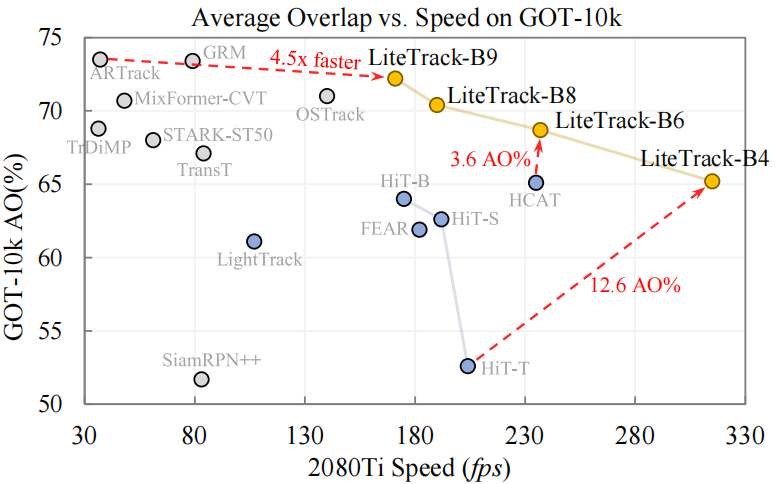 Average Overlap vs. Speed on GOT-10k
GOT-10k AO(%)
75
70
65
60
55
50
ARTrack
GRM
4.5x faster
LiteTrack-B9
MixFormer-CVT
OSTrack
LiteTrack-B8
TrDiMP
STARK-ST50
LiteTrack-B6
TransT
3.6 AO%
LiteTrack-B4
HiT-B
HCAT
FEAR
HiT-S
LightTrack
12.6 AO%
SiamRPN++
HiT-T
30
80
130
180
230
280
330
2080Ti Speed (fps)